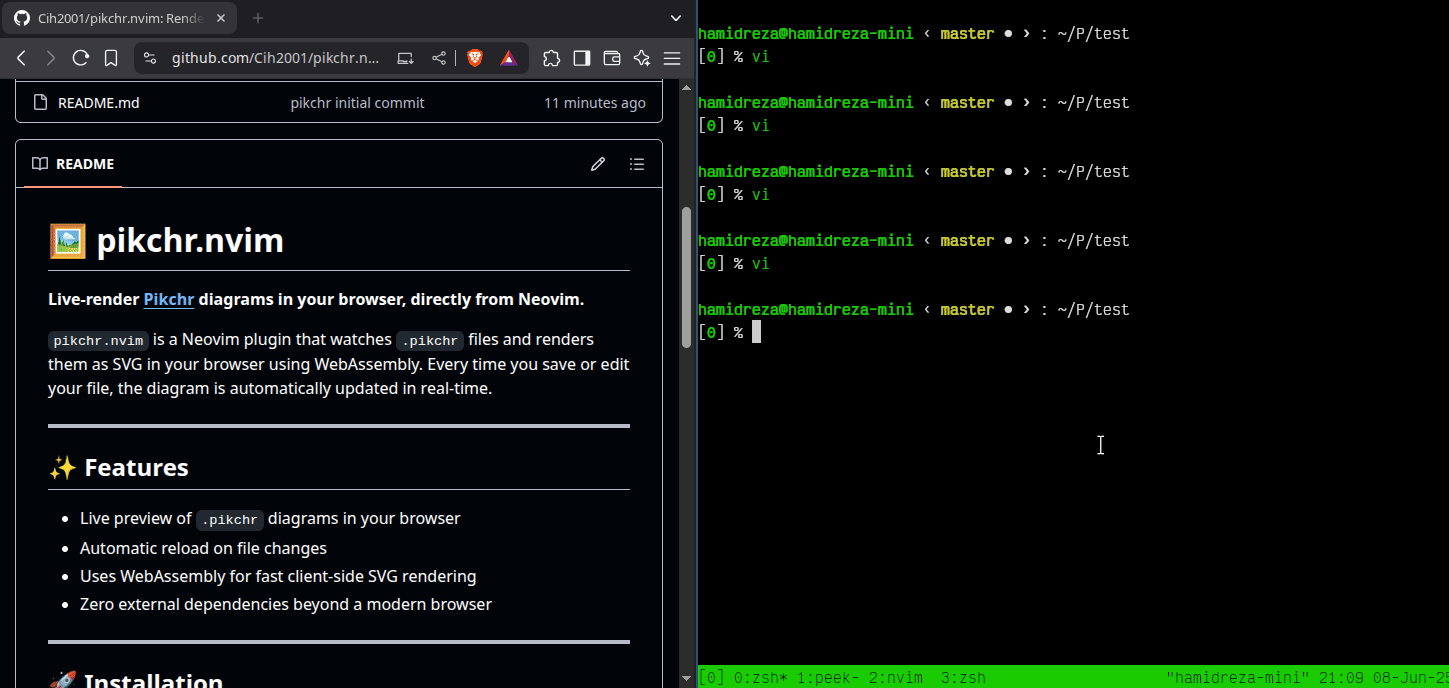 Cih2001/pikchr.nvim: Rende
github.com/Cih2001/pikchr.n...
README.md pikchr initial commit 11 minutes ago
README
pikchr.nvim
Live-render Pikchr diagrams in your browser, directly from Neovim.
pikchr.nvim is a Neovim plugin that watches .pikchr files and renders
them as SVG in your browser using WebAssembly. Every time you save or edit
your file, the diagram is automatically updated in real-time.
✨ Features
• Live preview of .pikchr diagrams in your browser
• Automatic reload on file changes
• Uses WebAssembly for fast client-side SVG rendering
• Zero external dependencies beyond a modern browser
🚀 Installation
hamidreza@hamidreza-mini ‹ master ● › : ~/P/test
[0] % vi
hamidreza@hamidreza-mini ‹ master ● › : ~/P/test
[0] % vi
hamidreza@hamidreza-mini ‹ master ● › : ~/P/test
[0] % vi
hamidreza@hamidreza-mini ‹ master ● › : ~/P/test
[0] % vi
hamidreza@hamidreza-mini ‹ master ● › : ~/P/test
[0] %
[0] 0:zsh* 1:peek- 2:nvim 3:zsh "hamidreza-mini" 21:09 08-Jun-25